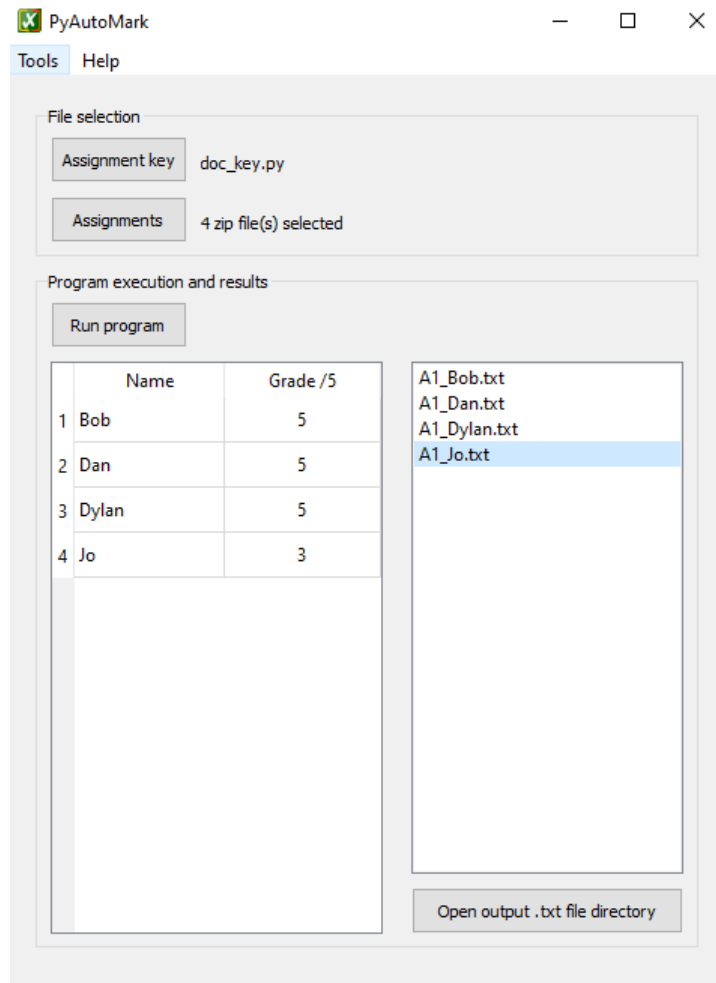 PyAutoMark
Tools Help
File selection
Assignment key doc_key.py
Assignments 4 zip file(s) selected
Program execution and results
Run program
Name Grade /5
1 Bob 5
2 Dan 5
3 Dylan 5
4 Jo 3
A1_Bob.txt
A1_Dan.txt
A1_Dylan.txt
A1_Jo.txt
Open output .txt file directory